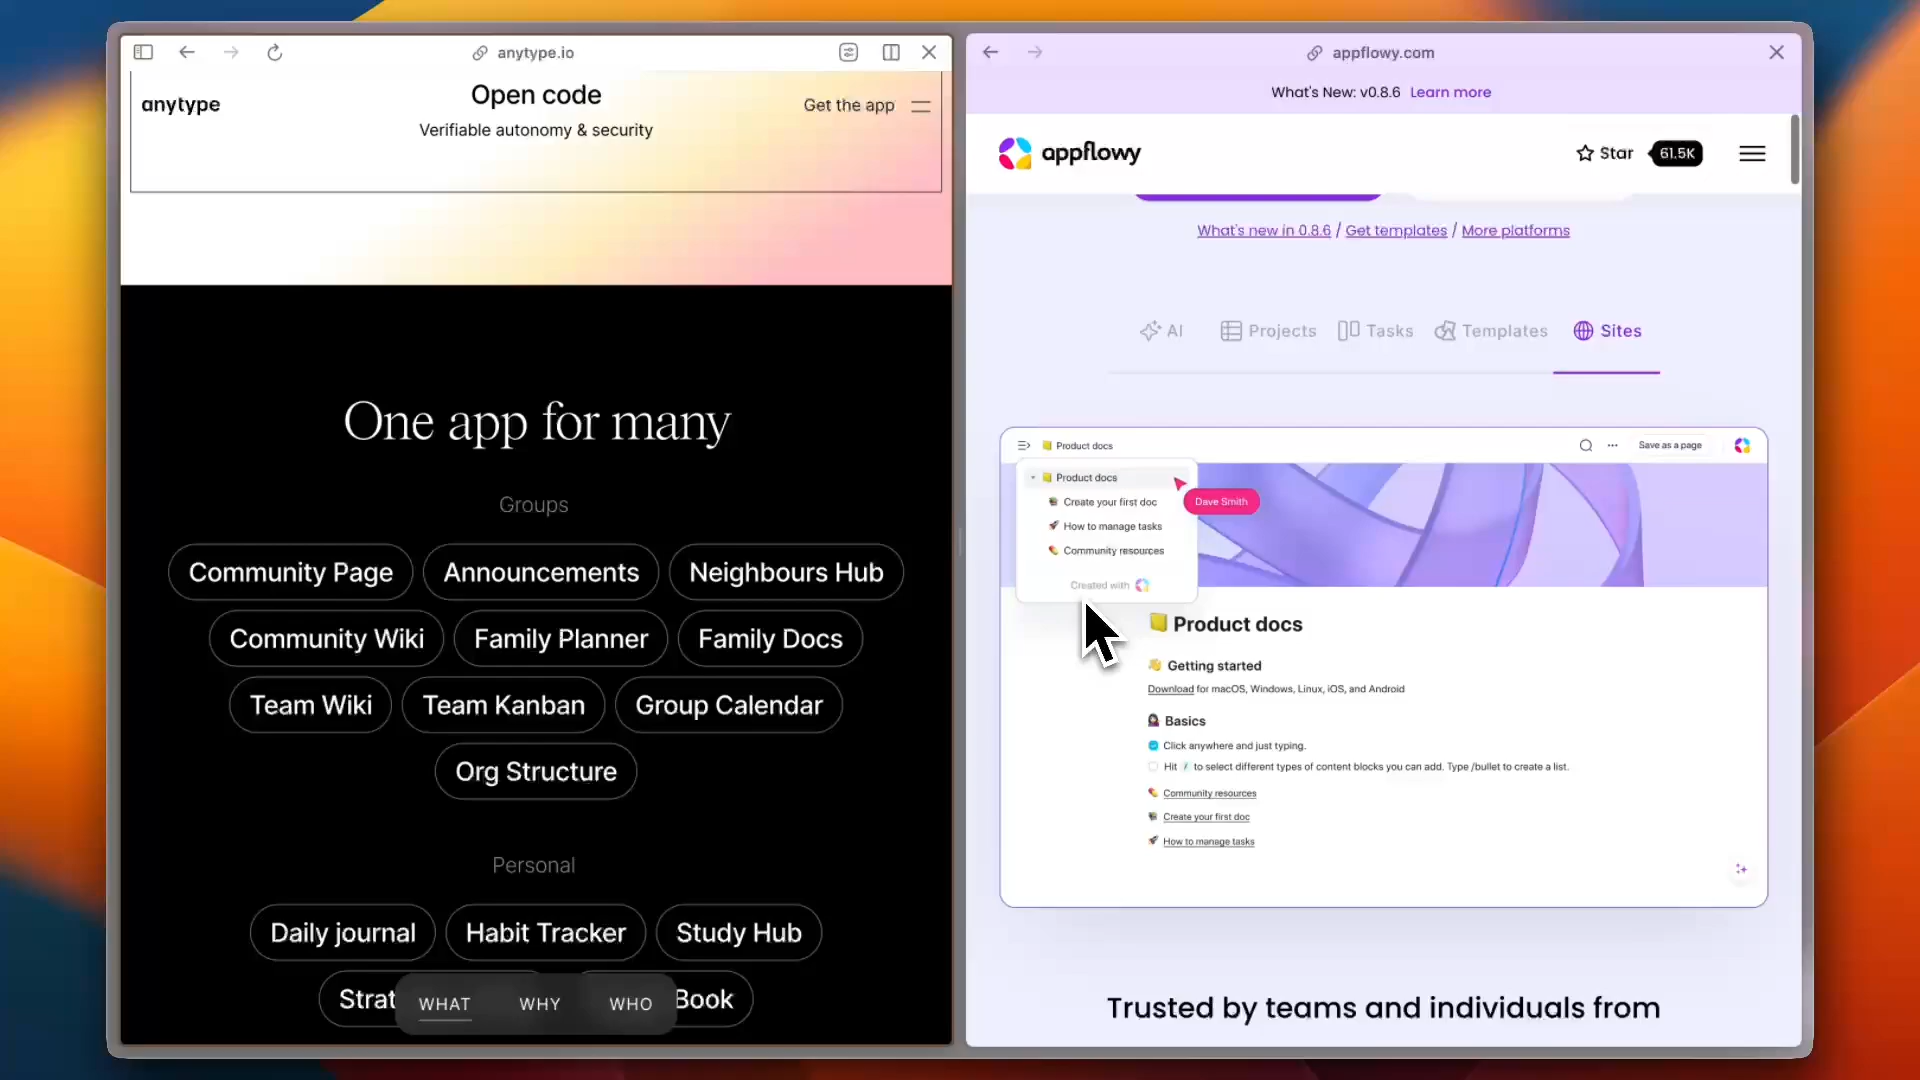 anytype.io
anytype
Open code
Verifiable autonomy & security
Get the app
One app for many
Groups
Community Page
Announcements
Neighbours Hub
Community Wiki
Family Planner
Family Docs
Team Wiki
Team Kanban
Group Calendar
Org Structure
Personal
Daily journal
Habit Tracker
Study Hub
Strat
Book
WHAT
WHY
WHO
appflowy.com
What's New: v0.8.6 Learn more
appflowy
Star
61.5K
What's new in 0.8.6 / Get templates / More platforms
AI
Projects
Tasks
Templates
Sites
Product docs
Save as a page
Product docs
Dave Smith
Create your first doc
How to manage tasks
Community resources
Created with
Product docs
Getting started
Download for macOS, Windows, Linux, iOS, and Android
Basics
Click anywhere and just typing.
Hit / to select different types of content blocks you can add. Type /bullet to create a list.
Community resources
Create your first doc
How to manage tasks
Trusted by teams and individuals from